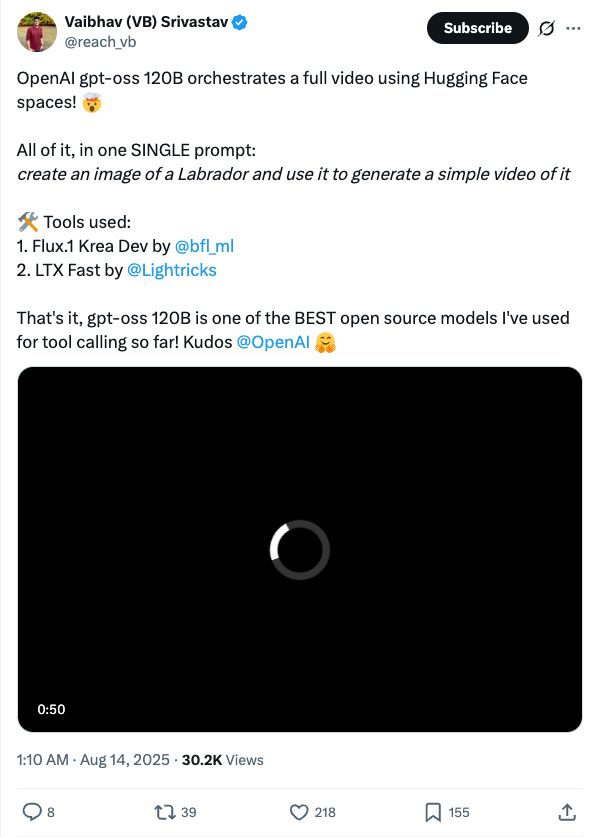 Vaibhav (VB) Srivastav
@reach_vb
Subscribe
OpenAI gpt-oss 120B orchestrates a full video using Hugging Face
spaces! 🤯
All of it, in one SINGLE prompt:
create an image of a Labrador and use it to generate a simple video of it
🛠️ Tools used:
1. Flux.1 Krea Dev by @bfl_ml
2. LTX Fast by @Lightricks
That's it, gpt-oss 120B is one of the BEST open source models I've used
for tool calling so far! Kudos @OpenAI 🤗
0:50
1:10 AM · Aug 14, 2025 · 30.2K Views
8
39
218
155